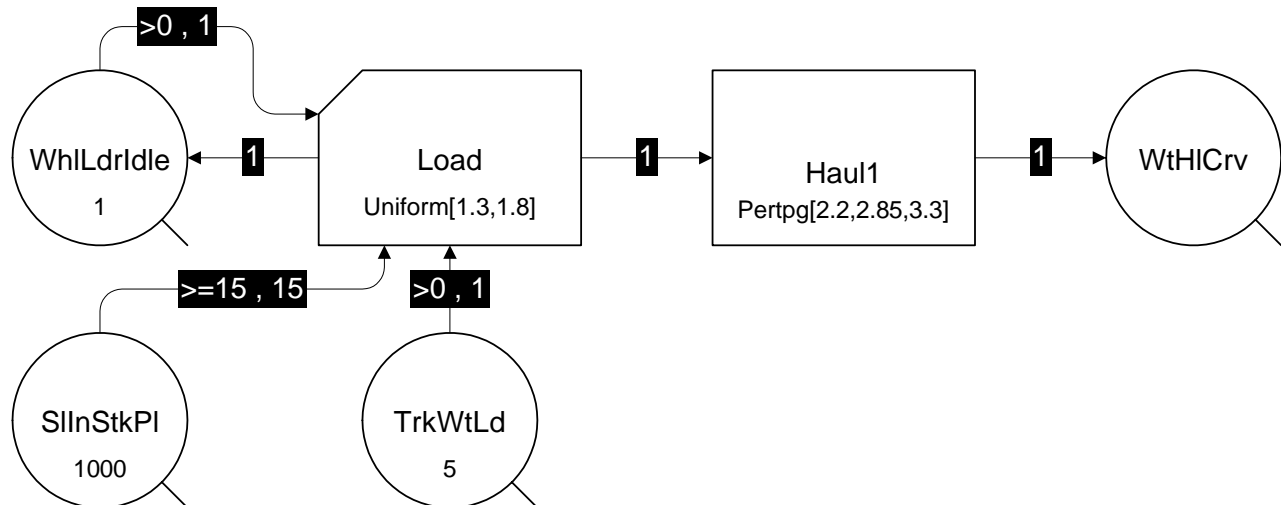 >0 , 1
WhlLdrIdle
1
1
Load
Uniform[1.3,1.8]
1
Haul1
Pertpg[2.2,2.85,3.3]
1
WtHlCrv
>=15 , 15
>0 , 1
SlInStkPl
1000
TrkWtLd
5